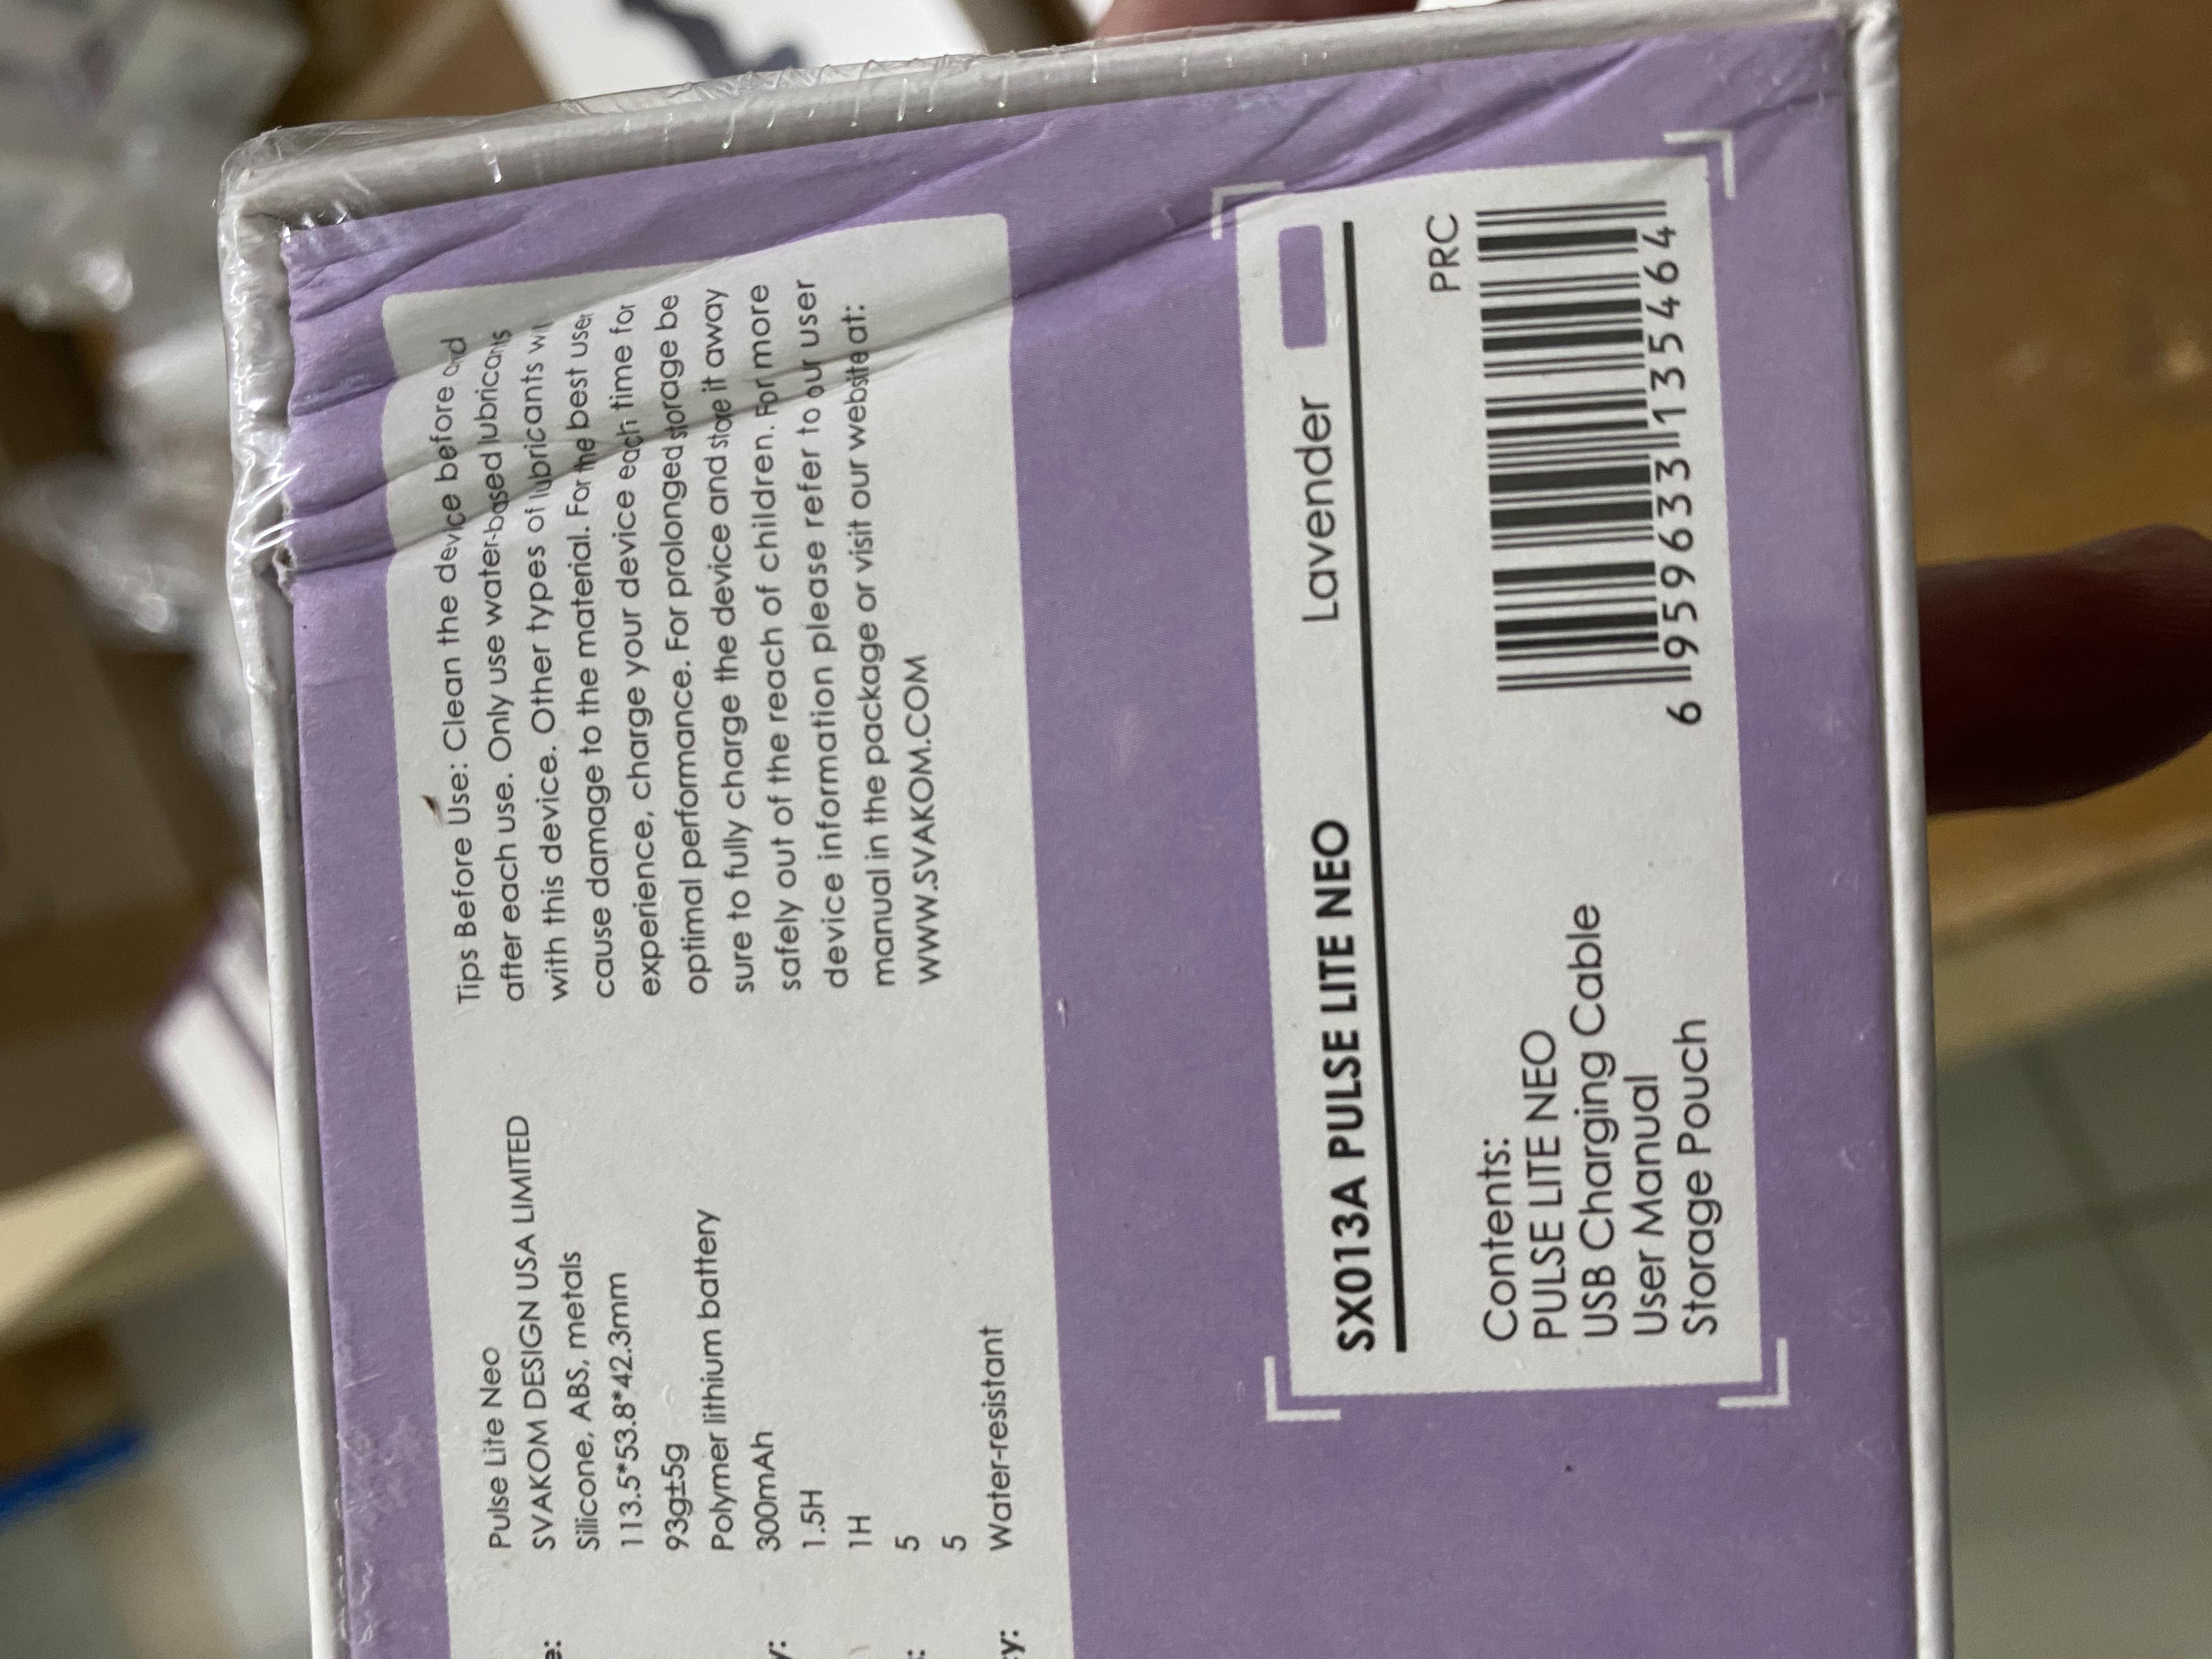 Pulse Lite Neo
SVAKOM DESIGN USA LIMITED
Silicone, ABS, metals
113.5*53.8*42.3mm
93g±5g
Polymer lithium battery
300mAh
1.5H
1H
5
5
Water-resistant
Tips Before Use: Clean the device before and
after each use. Only use water-based lubricants
with this device. Other types of lubricants
cause damage to the material. For the best user
experience, charge your device each time for
optimal performance. For prolonged storage be
sure to fully charge the device and store it away
safely out of the reach of children. For more
device information please refer to our user
manual in the package or visit our website at:
WWW.SVAKOM.COM
SX013A PULSE LITE NEO Lavender
Contents:
PULSE LITE NEO
USB Charging Cable
User Manual
Storage Pouch
PRC
6 959633 135464